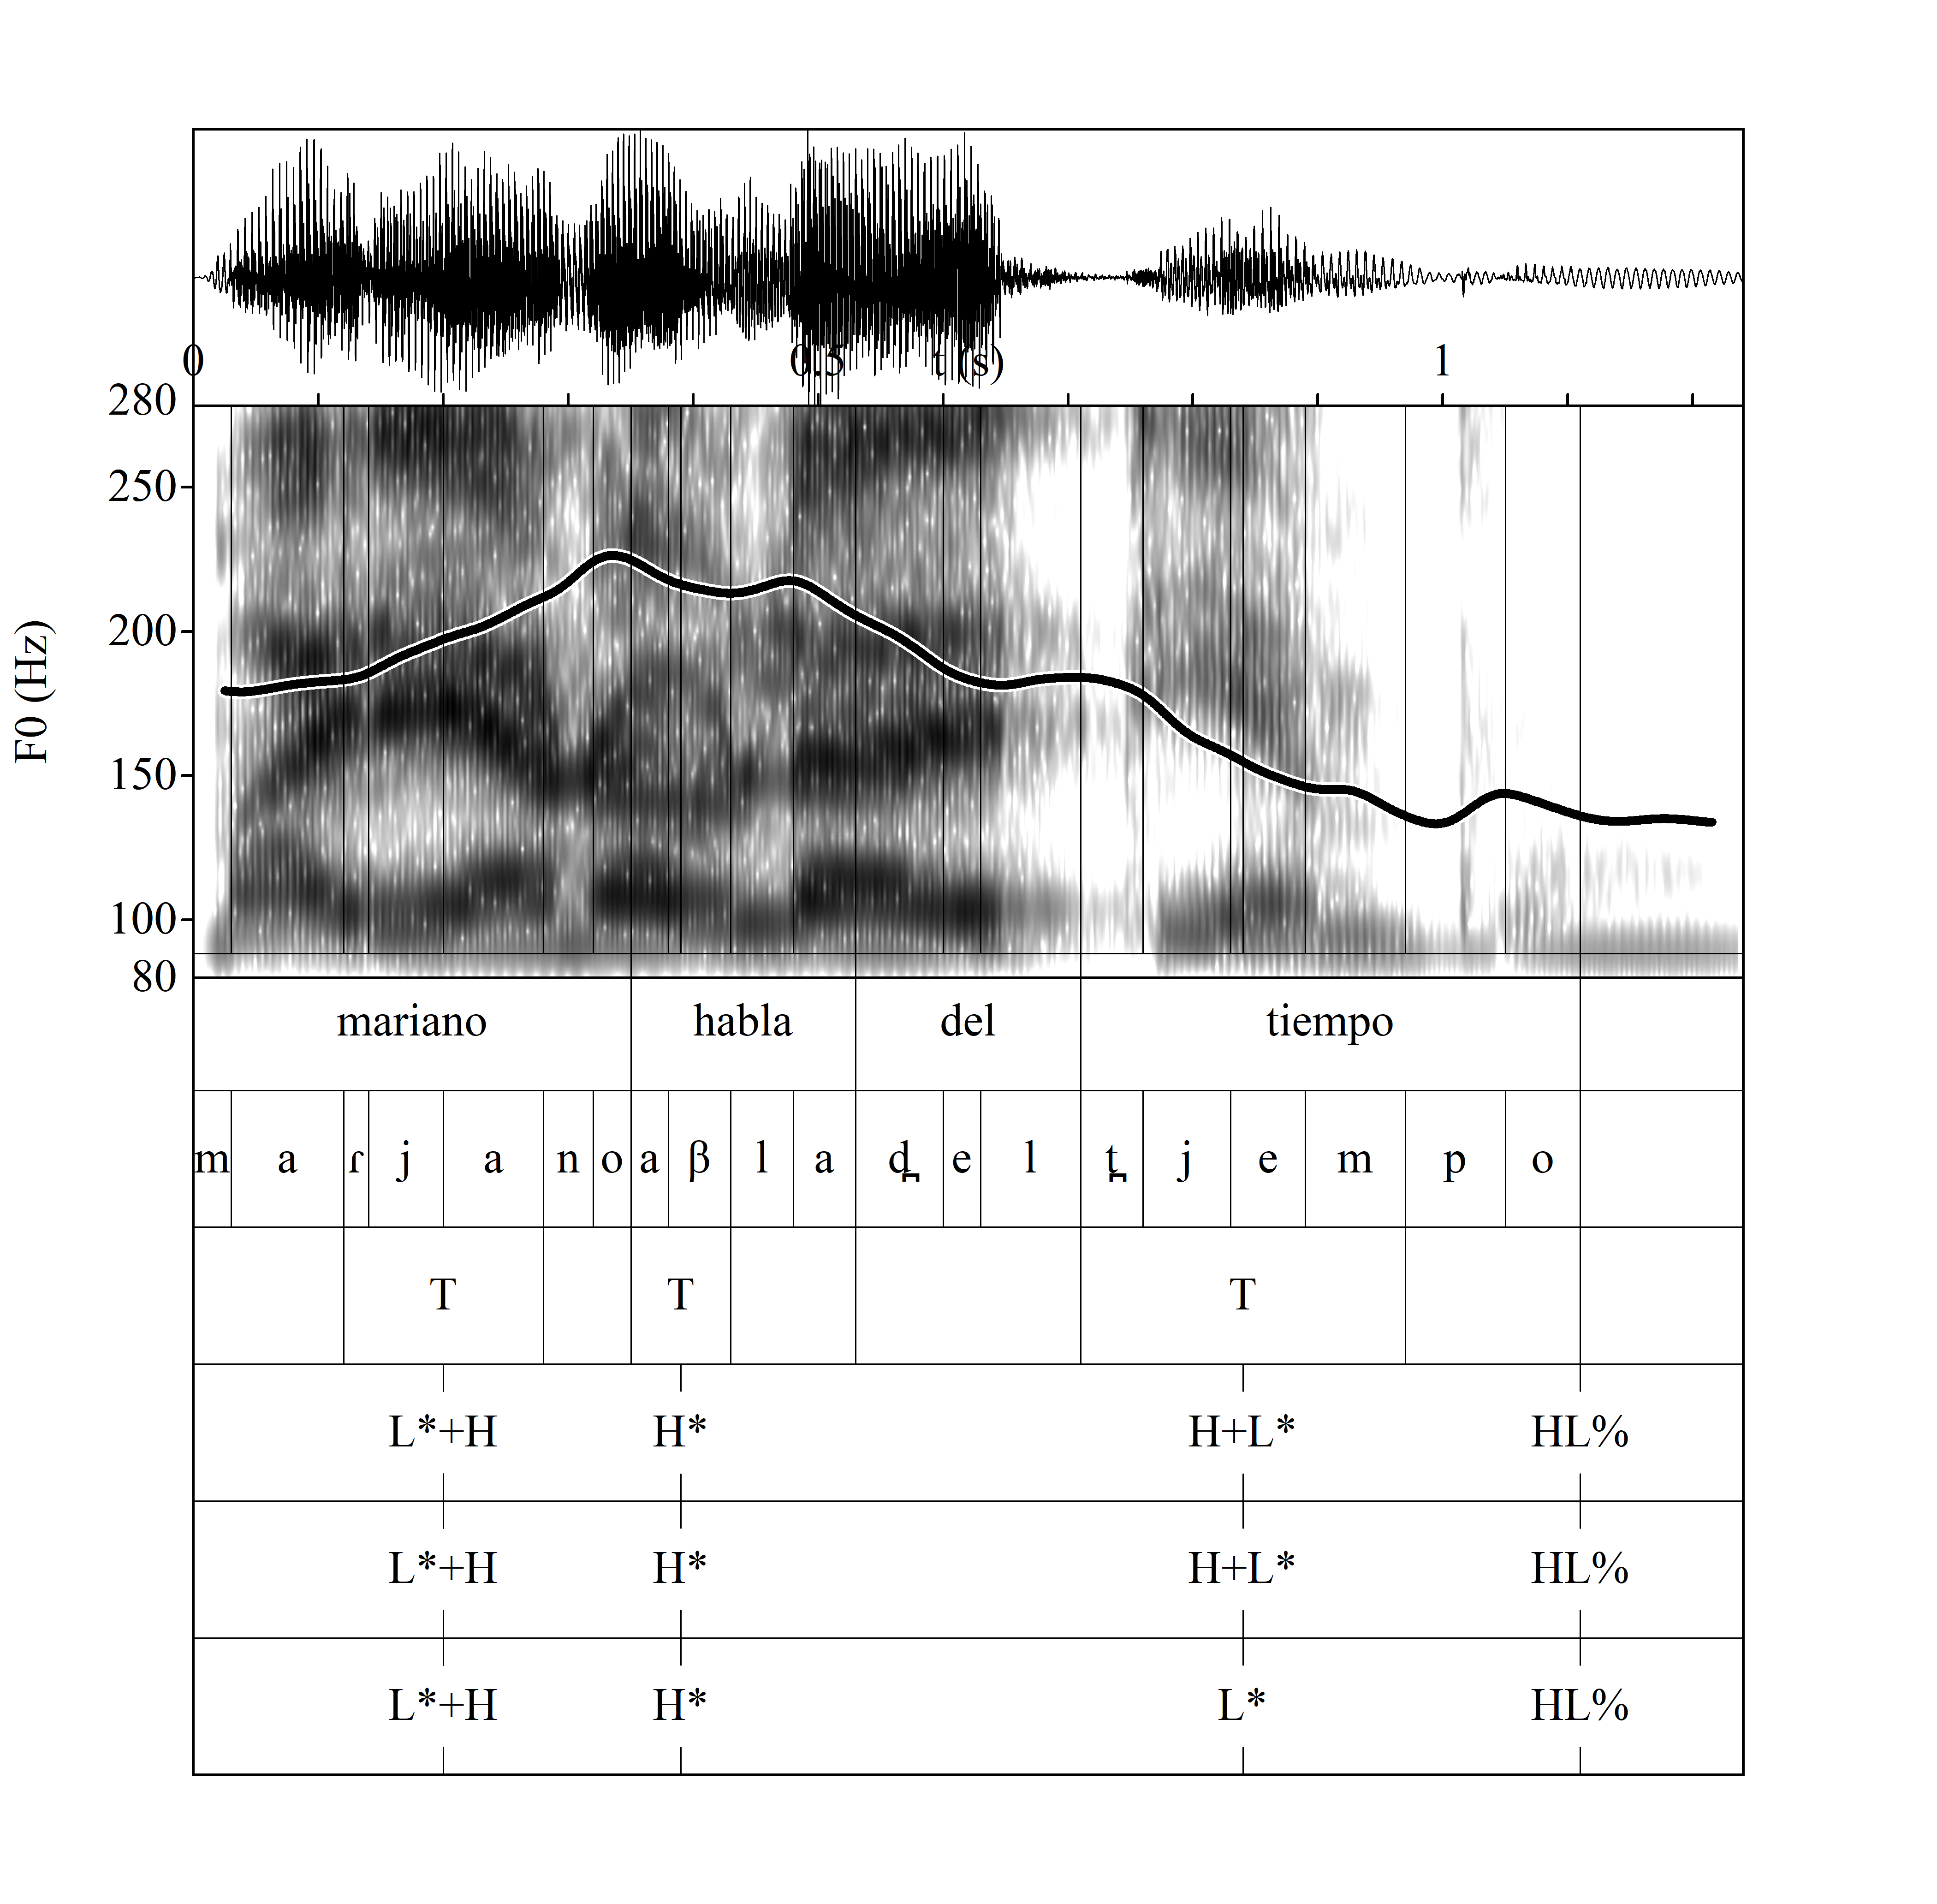 0 0.5 t (s) 1
280
250
200
150
100
80
F0 (Hz)
mariano habla del tiempo
m a ɾ j a n o a β l a d̪ e l t̪ j e m p o
T T T
L*+H H* H+L* HL%
L*+H H* H+L* HL%
L*+H H* L* HL%